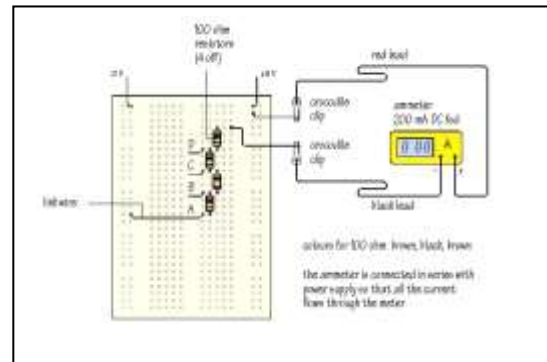 100 ohm
resistors
(4 off)
0 V
red lead
crocodile
clip
ammeter
200 mA DC fsd
0.00
A
crocodile
clip
D
C
B
A
link wire
black lead
colours for 100 ohm: brown, black, brown
the ammeter is connected in series with
power supply so that all the current
flows through the meter